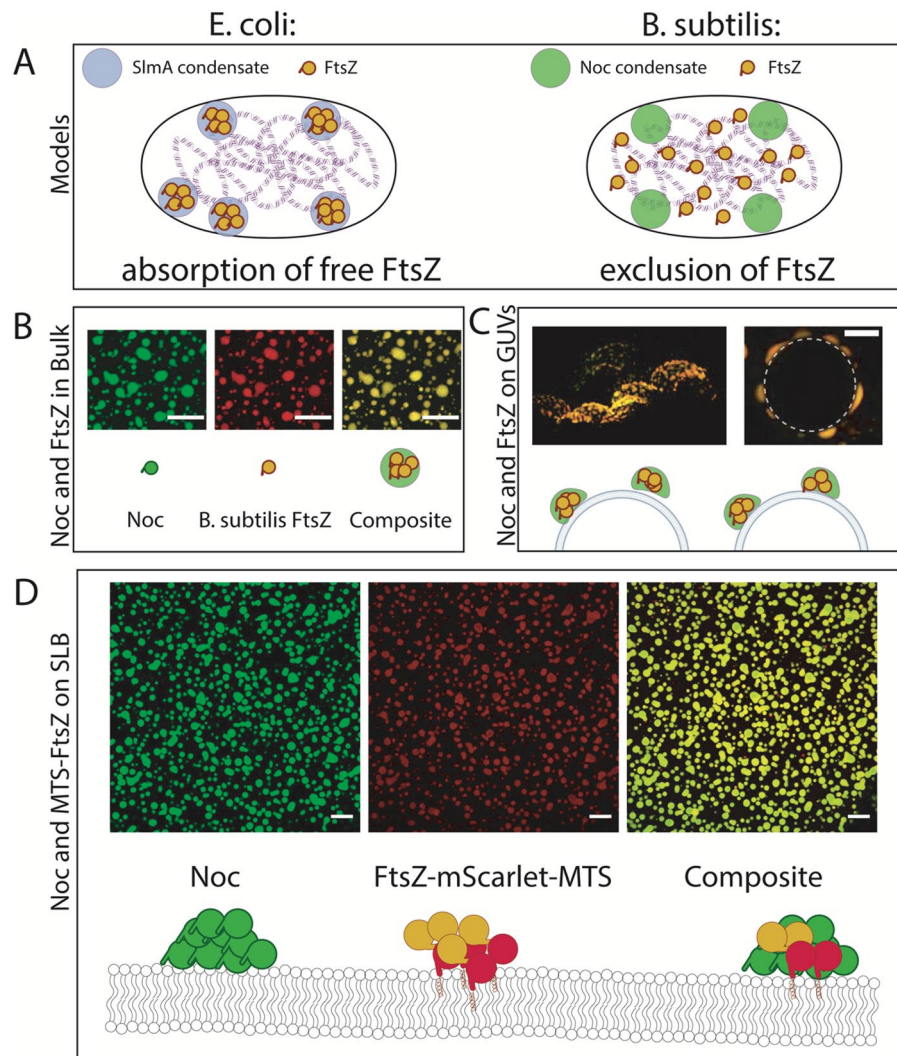 E. coli:
B. subtilis:
A
SlmA condensate
FtsZ
Noc condensate
FtsZ
Models
absorption of free FtsZ
exclusion of FtsZ
B
Noc and FtsZ in Bulk
Noc
B. subtilis FtsZ
Composite
C
Noc and FtsZ on GUVs
D
Noc and MTS-FtsZ on SLB
Noc
FtsZ-mScarlet-MTS
Composite